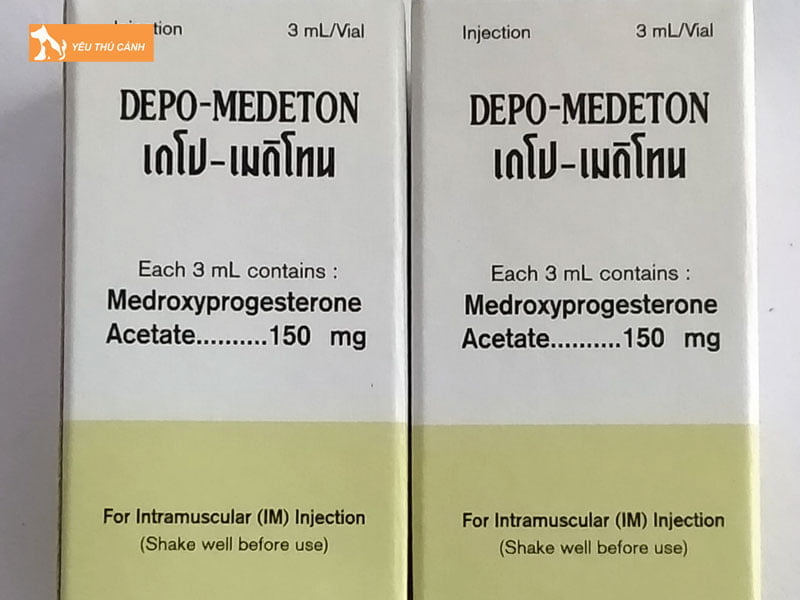 YÊU THÚ CẢNH
3 mL/Vial
DEPO-MEDETON
เดโป-เมดิโทน
Each 3 mL contains :
Medroxyprogesterone
Acetate..........150 mg
For Intramuscular (IM) Injection
(Shake well before use)
Injection 3 mL/Vial
DEPO-MEDETON
เดโป-เมดิโทน
Each 3 mL contains :
Medroxyprogesterone
Acetate..........150 mg
For Intramuscular (IM) Injection
(Shake well before use)